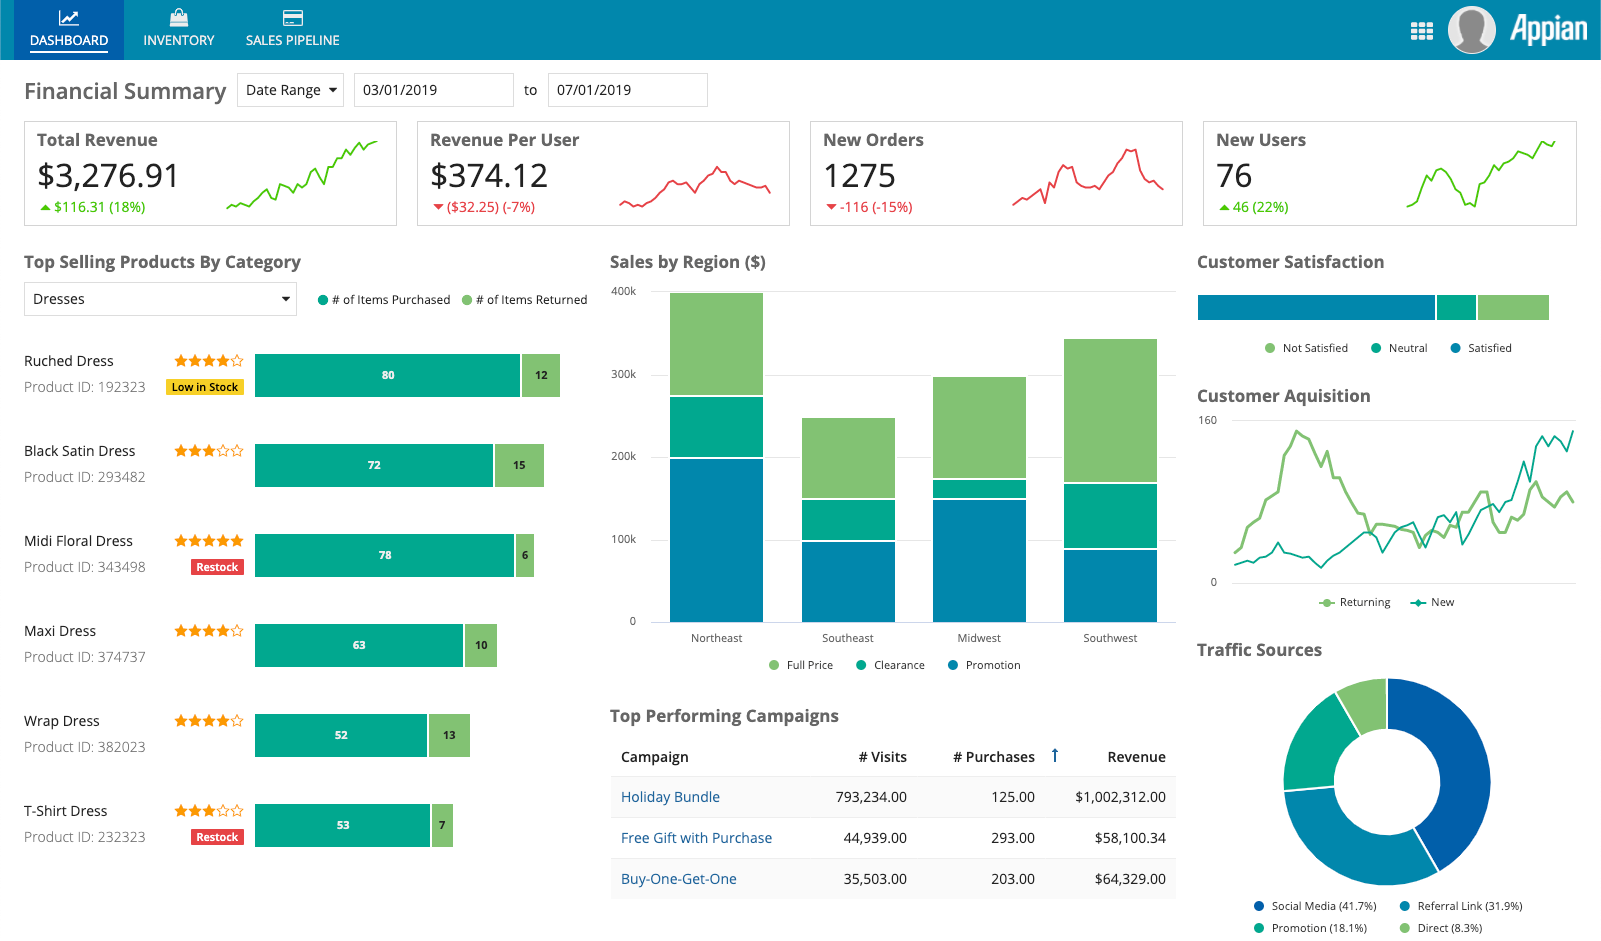 DASHBOARD
INVENTORY
SALES PIPELINE
Appian
Financial Summary
Date Range
03/01/2019
to
07/01/2019
Total Revenue
$3,276.91
$116.31 (18%)
Revenue Per User
$374.12
($32.25) (-7%)
New Orders
1275
-116 (-15%)
New Users
76
46 (22%)
Top Selling Products By Category
Dresses
# of Items Purchased
# of Items Returned
Ruched Dress
Product ID: 192323
Low in Stock
80
12
Black Satin Dress
Product ID: 293482
72
15
Midi Floral Dress
Product ID: 343498
Restock
78
6
Maxi Dress
Product ID: 374737
63
10
Wrap Dress
Product ID: 382023
52
13
T-Shirt Dress
Product ID: 232323
Restock
53
7
Sales by Region ($)
400k
300k
200k
100k
0
Northeast
Southeast
Midwest
Southwest
Full Price
Clearance
Promotion
Top Performing Campaigns
Campaign # Visits # Purchases Revenue
Holiday Bundle 793,234.00 125.00 $1,002,312.00
Free Gift with Purchase 44,939.00 293.00 $58,100.34
Buy-One-Get-One 35,503.00 203.00 $64,329.00
Customer Satisfaction
Not Satisfied
Neutral
Satisfied
Customer Aquisition
160
0
Returning
New
Traffic Sources
Social Media (41.7%)
Referral Link (31.9%)
Promotion (18.1%)
Direct (8.3%)